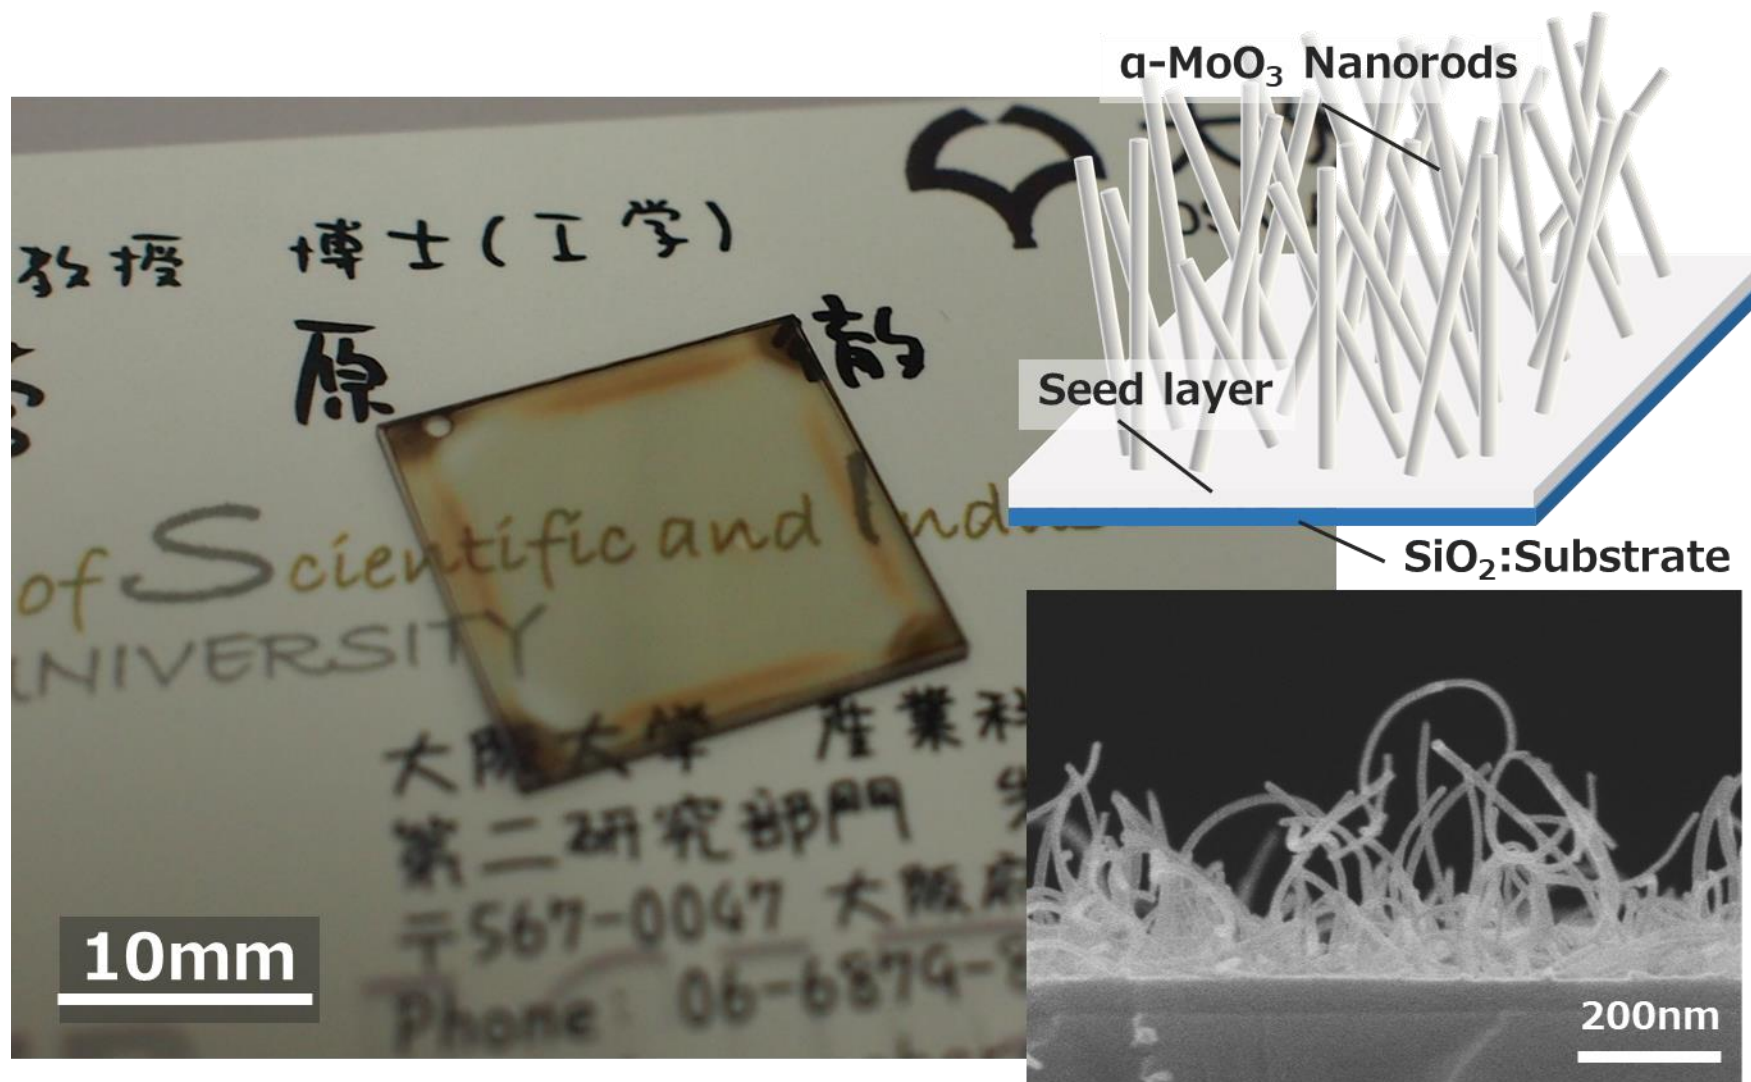 α-MoO₃ Nanorods
教授 博士(工学)
原
Seed layer
of Scientific and Indus
UNIVERSITY
SiO₂:Substrate
大阪大学 産業科
第二研究部門
〒567-0047 大阪府
Phone 06-6879-8
10mm
200nm